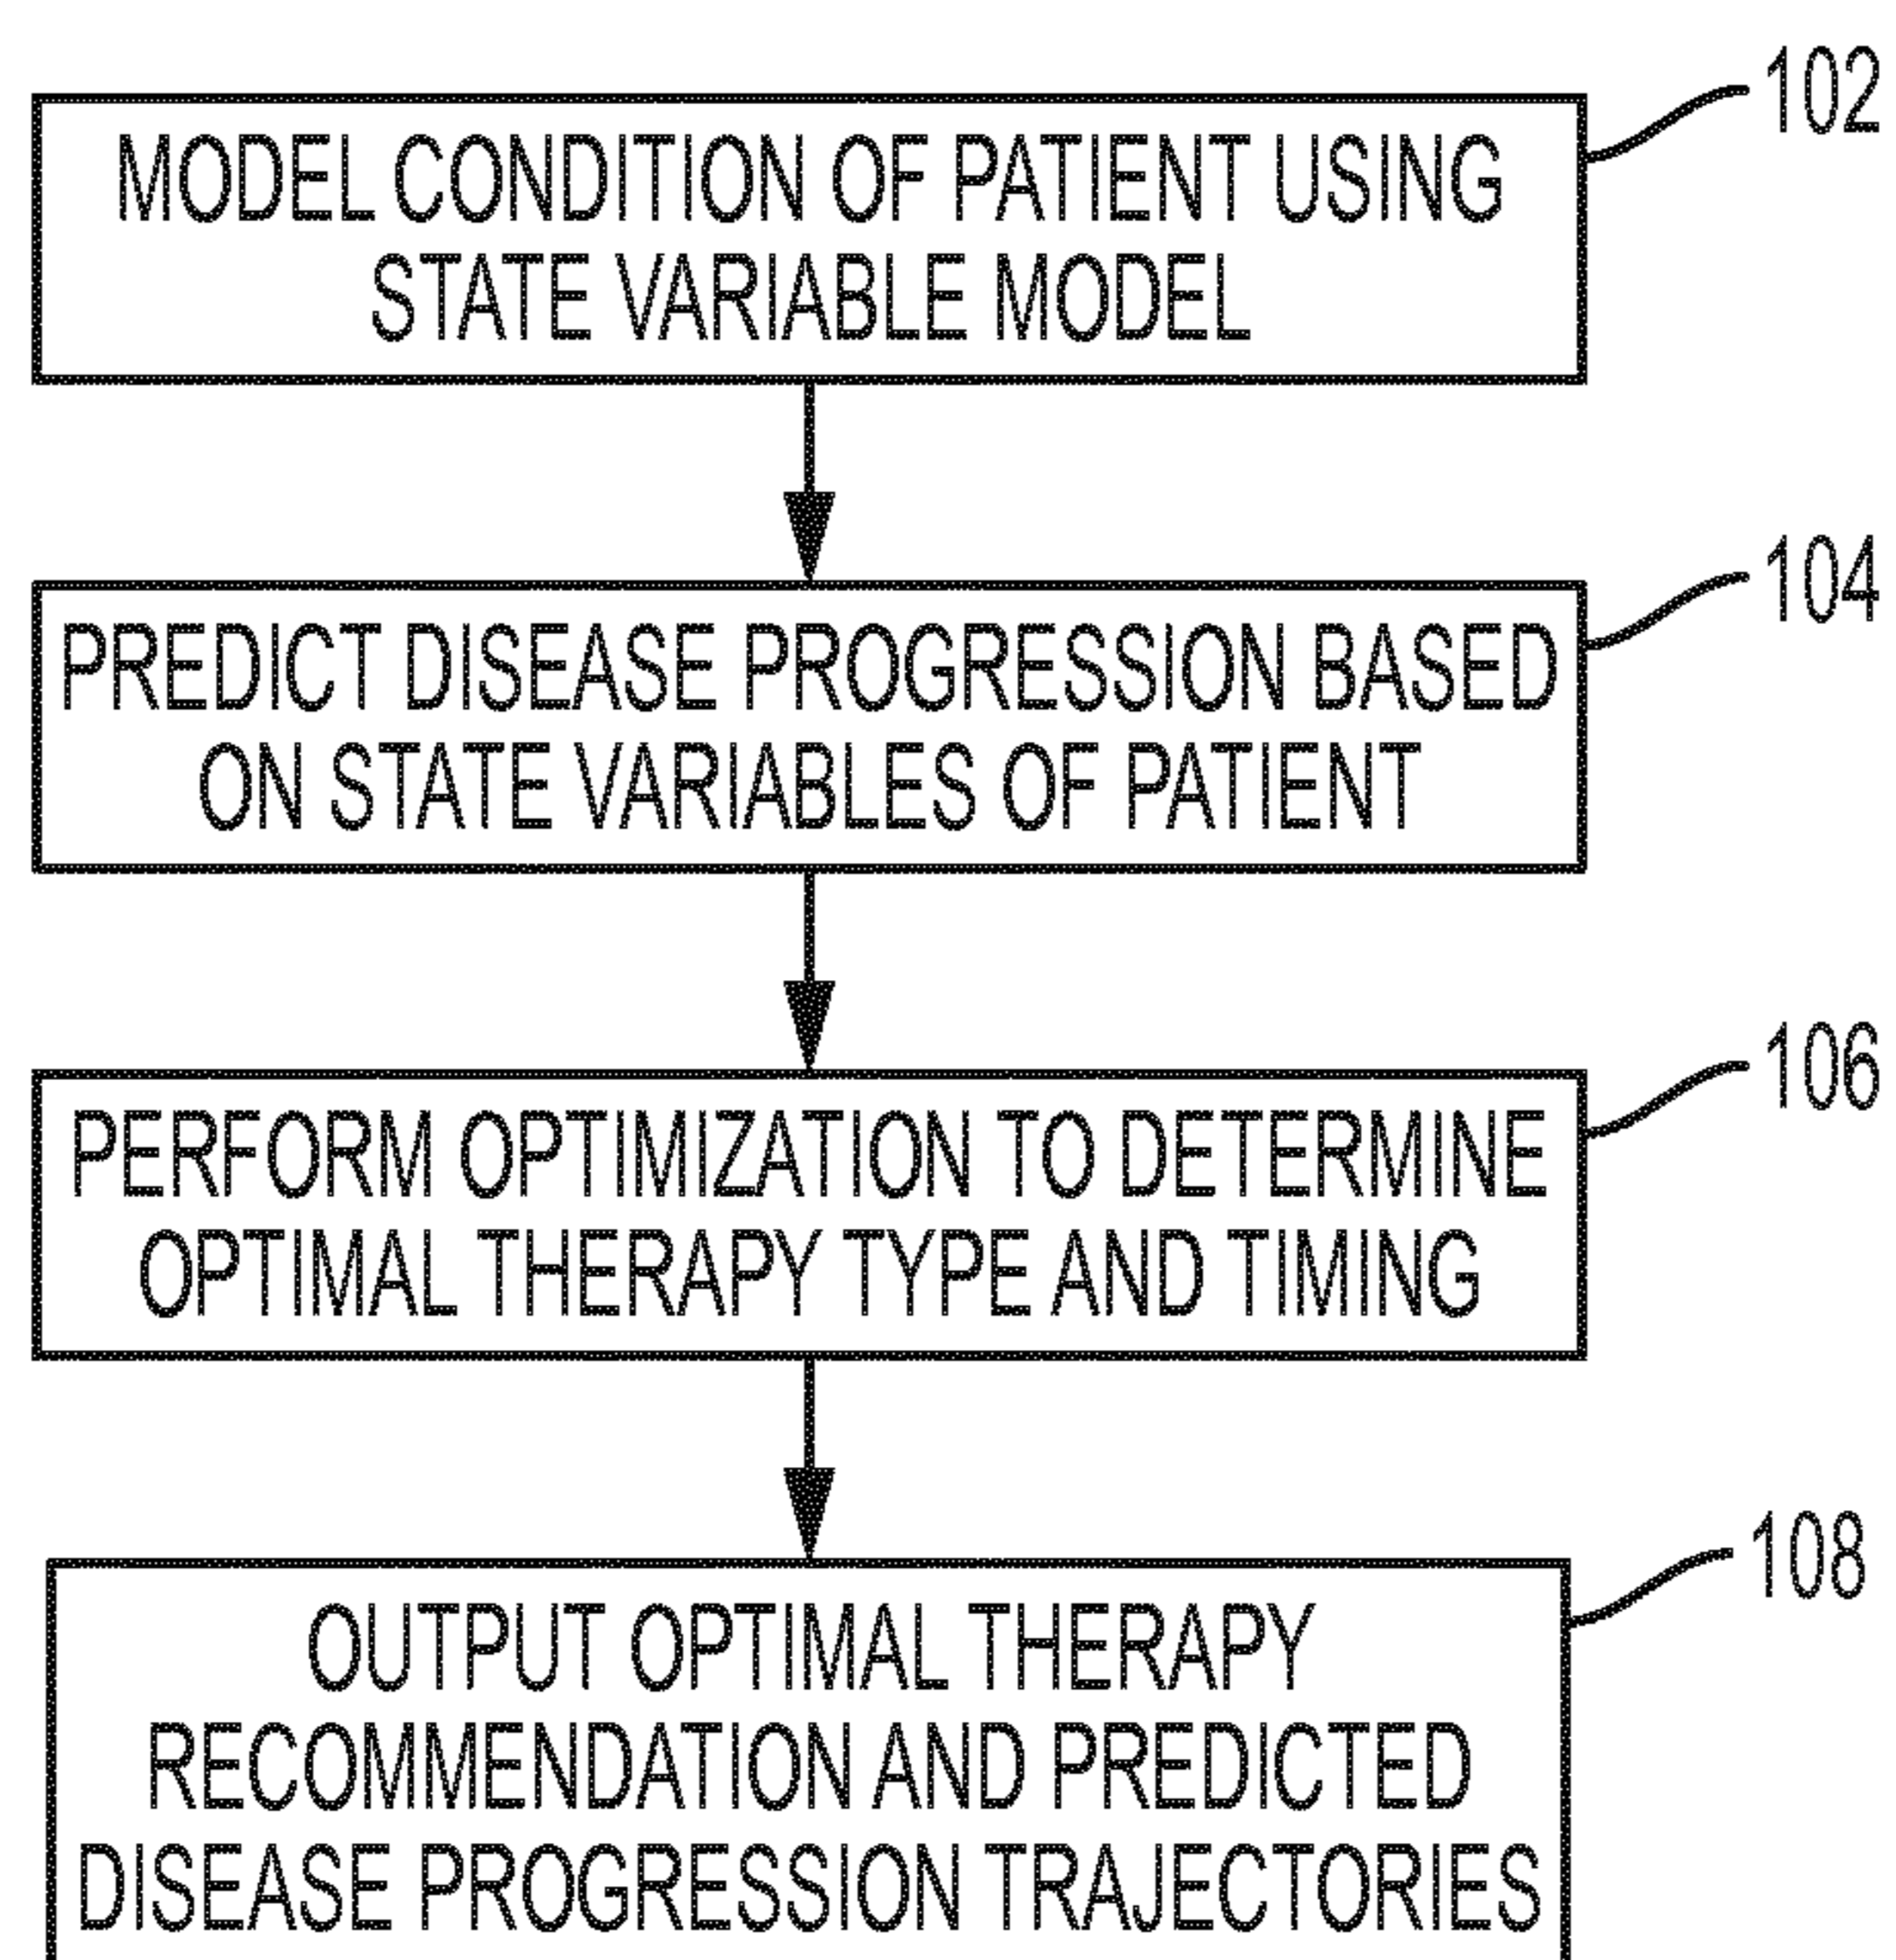 102
MODEL CONDITION OF PATIENT USING
STATE VARIABLE MODEL
104
PREDICT DISEASE PROGRESSION BASED
ON STATE VARIABLES OF PATIENT
106
PERFORM OPTIMIZATION TO DETERMINE
OPTIMAL THERAPY TYPE AND TIMING
108
OUTPUT OPTIMAL THERAPY
RECOMMENDATION AND PREDICTED
DISEASE PROGRESSION TRAJECTORIES